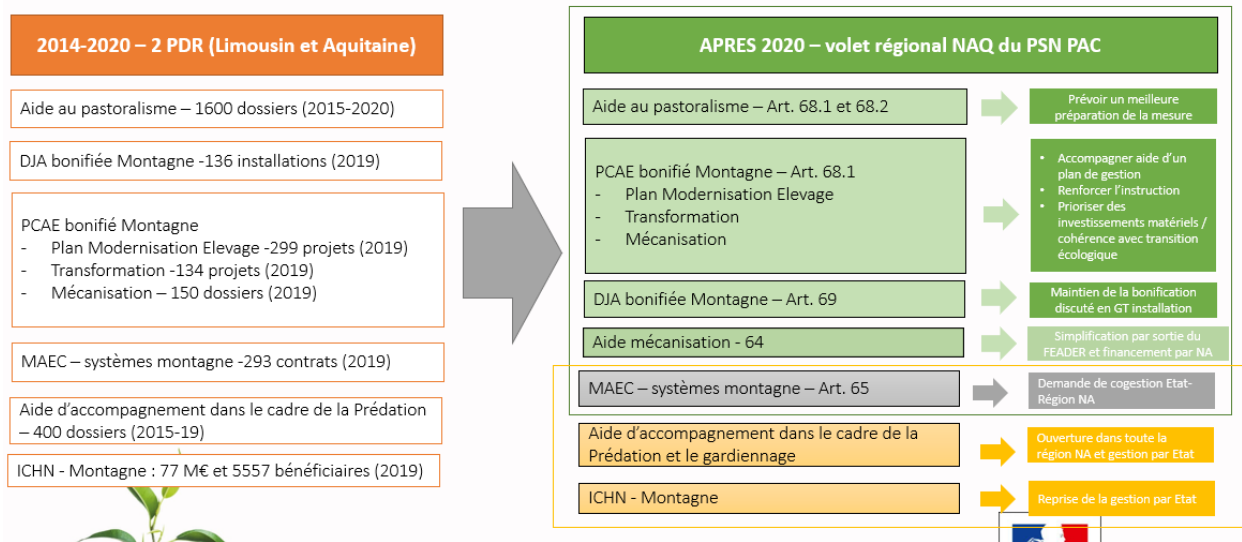 2014-2020 – 2 PDR (Limousin et Aquitaine)
Aide au pastoralisme – 1600 dossiers (2015-2020)
DJA bonifiée Montagne -136 installations (2019)
PCAE bonifié Montagne
- Plan Modernisation Elevage -299 projets (2019)
- Transformation -134 projets (2019)
- Mécanisation – 150 dossiers (2019)
MAEC – systèmes montagne -293 contrats (2019)
Aide d'accompagnement dans le cadre de la Prédation
– 400 dossiers (2015-19)
ICHN - Montagne : 77 M€ et 5557 bénéficiaires (2019)
APRES 2020 – volet régional NAQ du PSN PAC
Aide au pastoralisme – Art. 68.1 et 68.2
Prévoir un meilleure
préparation de la mesure
PCAE bonifié Montagne – Art. 68.1
- Plan Modernisation Elevage
- Transformation
- Mécanisation
• Accompagner aide d'un
plan de gestion
• Renforcer l'instruction
• Prioriser des
investissements matériels /
cohérence avec transition
écologique
DJA bonifiée Montagne – Art. 69
Maintien de la bonification
discuté en GT installation
Aide mécanisation - 64
Simplification par sortie du
FEADER et financement par NA
MAEC – systèmes montagne – Art. 65
Demande de cogestion Etat-
Région NA
Aide d'accompagnement dans le cadre de la
Prédation et le gardiennage
Ouverture dans toute la
région NA et gestion par Etat
ICHN - Montagne
Reprise de la gestion par Etat